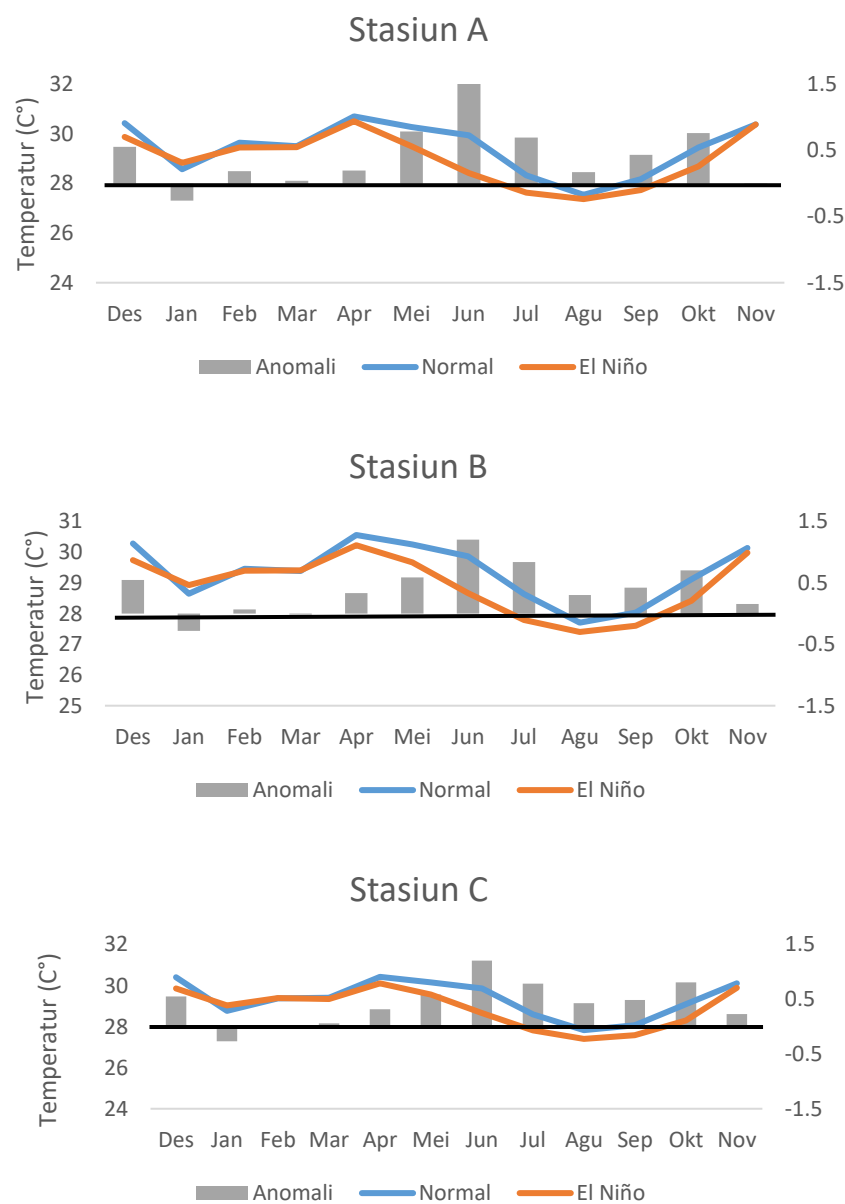 Stasiun A
Temperatur (C°)
32
30
28
26
24
1.5
0.5
-0.5
-1.5
Des Jan Feb Mar Apr Mei Jun Jul Agu Sep Okt Nov
Anomali Normal El Niño
Stasiun B
Temperatur (C°)
31
30
29
28
27
26
25
1.5
0.5
-0.5
-1.5
Des Jan Feb Mar Apr Mei Jun Jul Agu Sep Okt Nov
Anomali Normal El Niño
Stasiun C
Temperatur (C°)
32
30
28
26
24
1.5
0.5
-0.5
-1.5
Des Jan Feb Mar Apr Mei Jun Jul Agu Sep Okt Nov
Anomali Normal El Niño